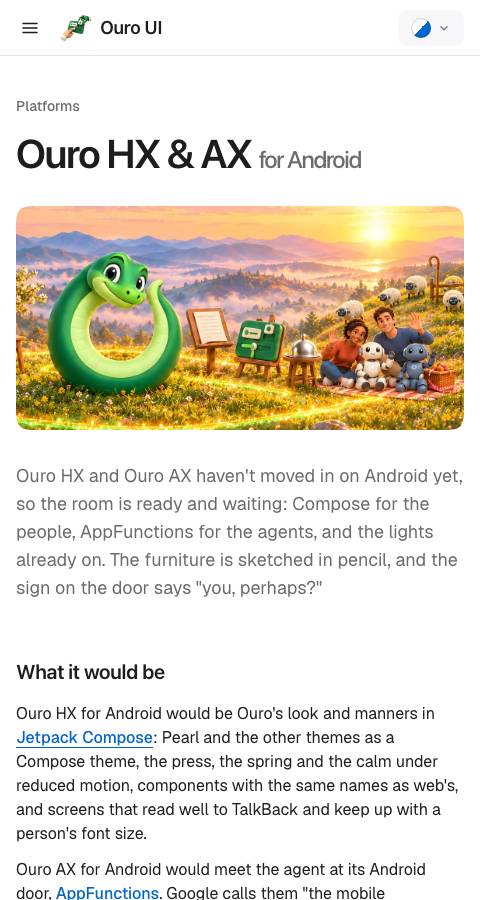 Ouro UI
Platforms
Ouro HX & AX for Android
Ouro HX and Ouro AX haven't moved in on Android yet,
so the room is ready and waiting: Compose for the
people, AppFunctions for the agents, and the lights
already on. The furniture is sketched in pencil, and the
sign on the door says "you, perhaps?"
What it would be
Ouro HX for Android would be Ouro's look and manners in
Jetpack Compose: Pearl and the other themes as a
Compose theme, the press, the spring and the calm under
reduced motion, components with the same names as web's,
and screens that read well to TalkBack and keep up with a
person's font size.
Ouro AX for Android would meet the agent at its Android
door, AppFunctions. Google calls them "the mobile